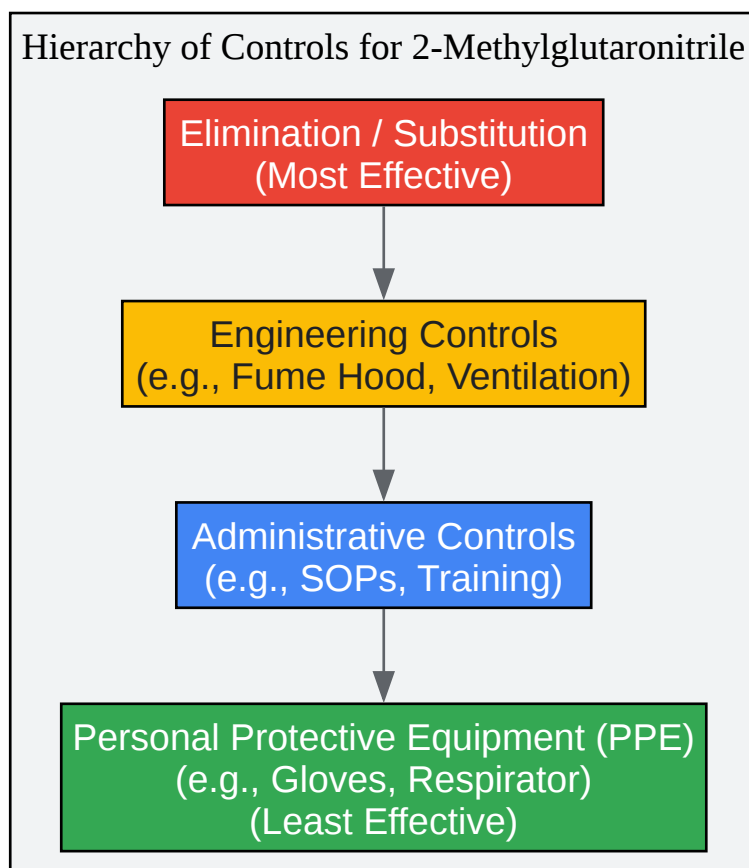 Hierarchy of Controls for 2-Methylglutaronitrile
Elimination / Substitution
(Most Effective)
Engineering Controls
(e.g., Fume Hood, Ventilation)
Administrative Controls
(e.g., SOPs, Training)
Personal Protective Equipment (PPE)
(e.g., Gloves, Respirator)
(Least Effective)